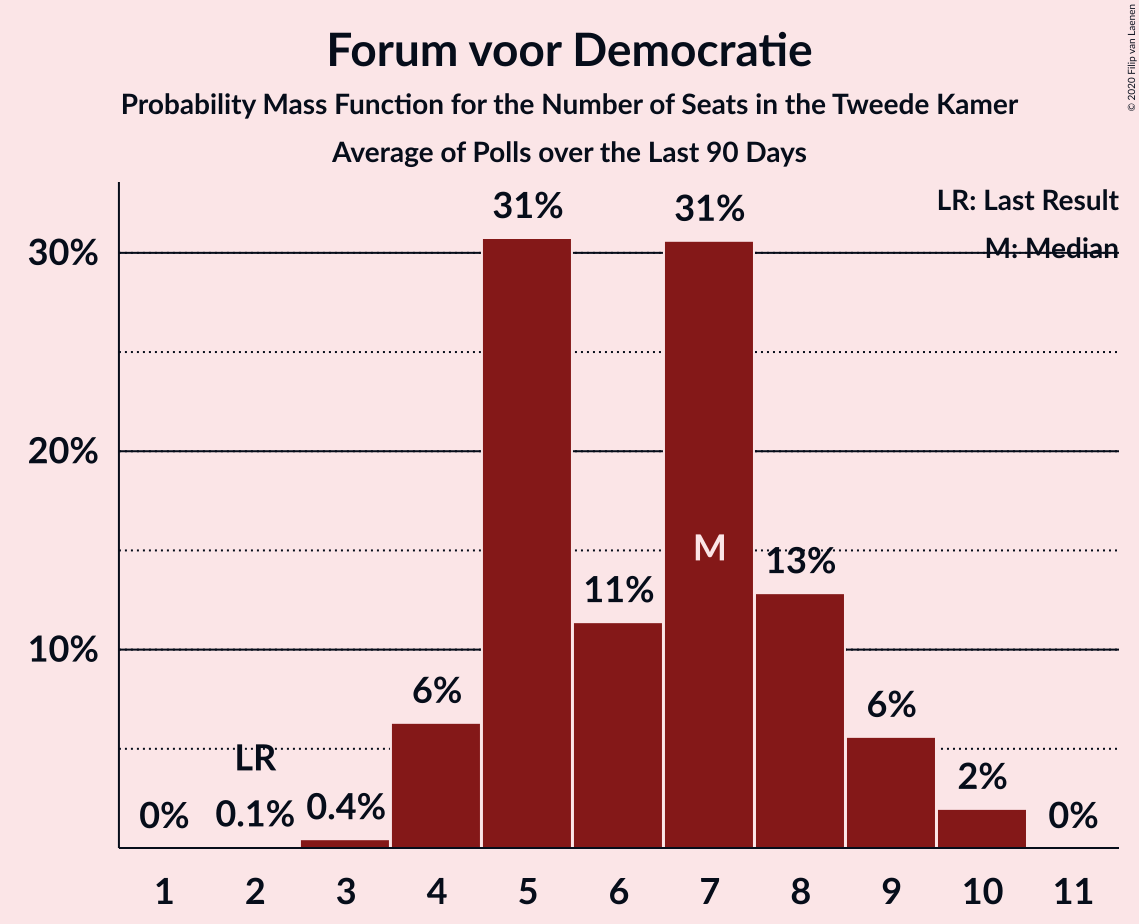 Forum voor Democratie
Probability Mass Function for the Number of Seats in the Tweede Kamer
Average of Polls over the Last 90 Days
© 2020 Filip van Laenen
LR: Last Result
M: Median
30%
20%
10%
0%
LR
0.1%
0.4%
6%
31%
11%
31%
M
13%
6%
2%
0%
1 2 3 4 5 6 7 8 9 10 11